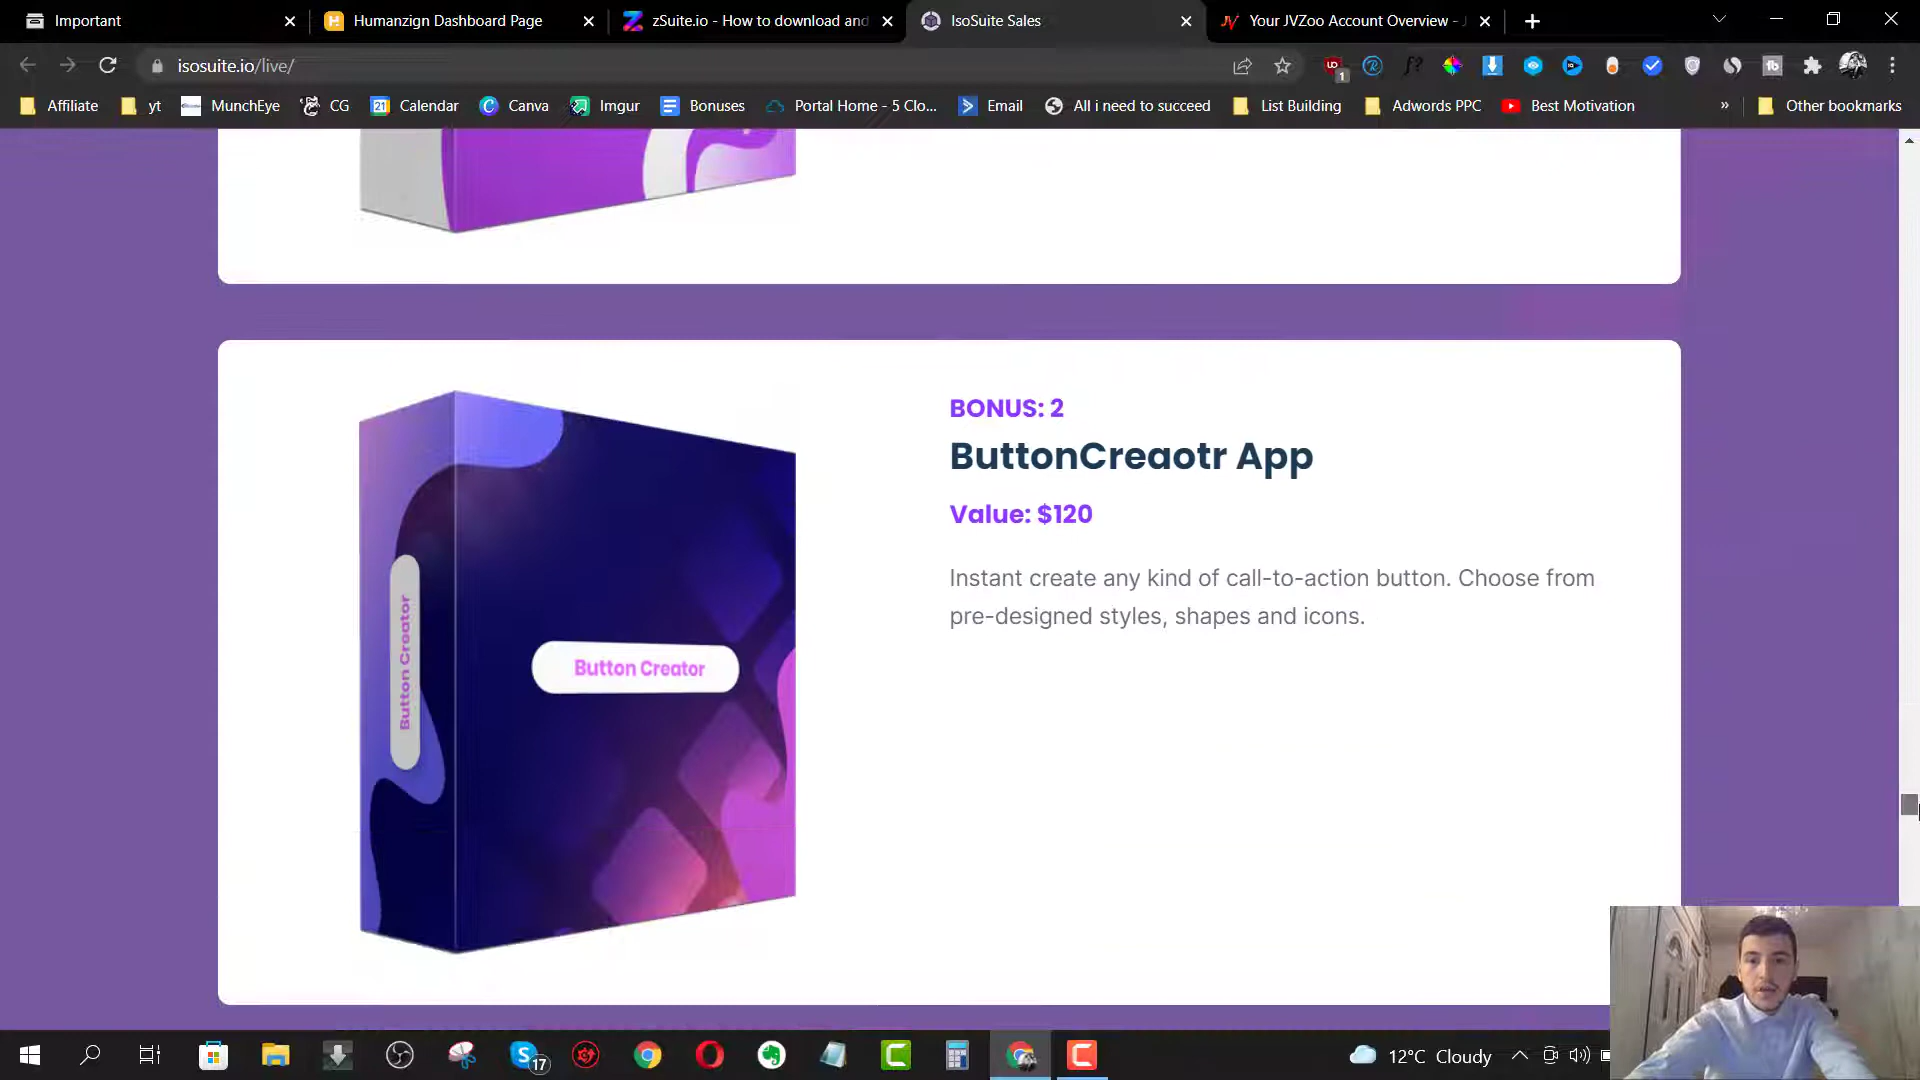 Important
Humanzign Dashboard Page
zSuite.io - How to download and
IsoSuite Sales
Your JVZoo Account Overview - J
isosuite.io/live/
1
Affiliate
yt
MunchEye
CG
21
Calendar
Canva
Imgur
Bonuses
Portal Home - 5 Clo...
Email
All i need to succeed
List Building
Adwords PPC
Best Motivation
»
Other bookmarks
BONUS: 2
ButtonCreaotr App
Value: $120
Instant create any kind of call-to-action button. Choose from
pre-designed styles, shapes and icons.
Button Creator
Button Creator
17
12°C Cloudy